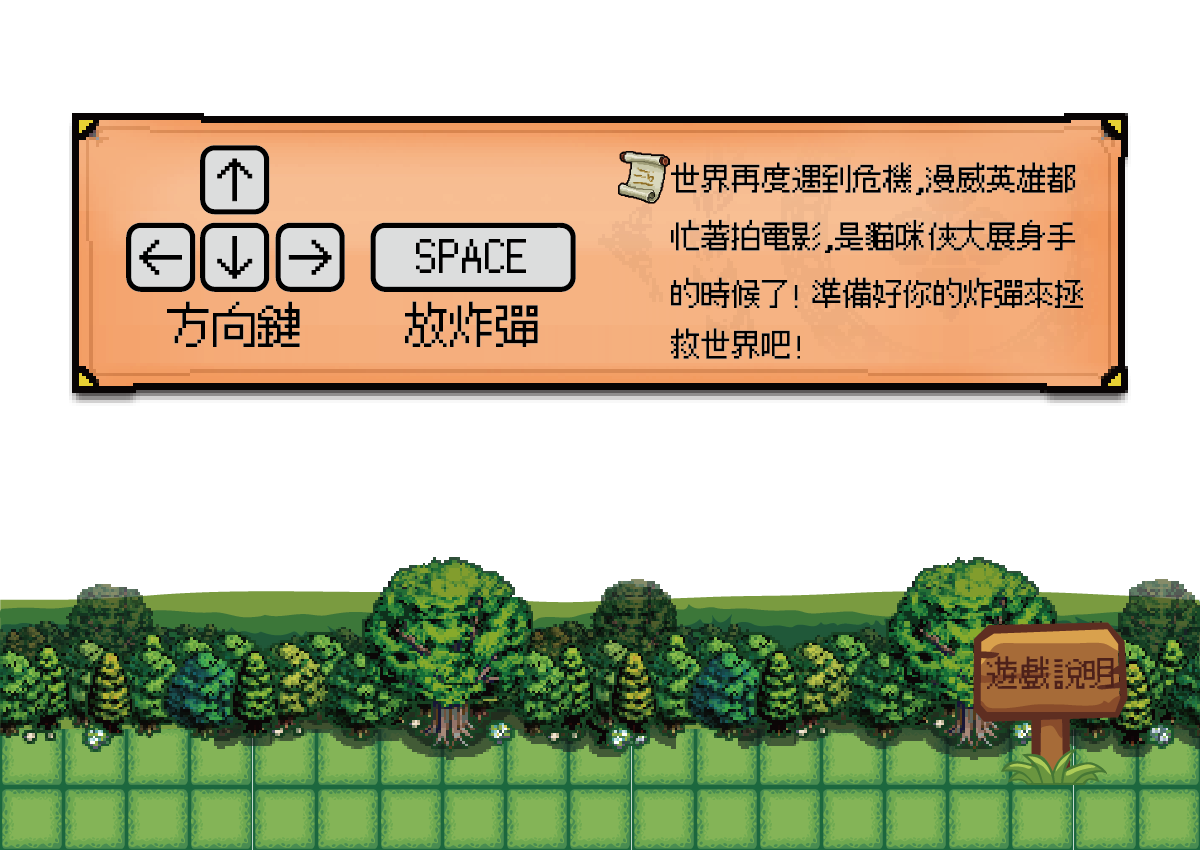 ↑
← ↓ →
SPACE
方向鍵
放炸彈
世界再度遇到危機,漫威英雄都
忙著拍電影,是貓咪俠大展身手
的時候了!準備好你的炸彈來拯
救世界吧!
遊戲說明